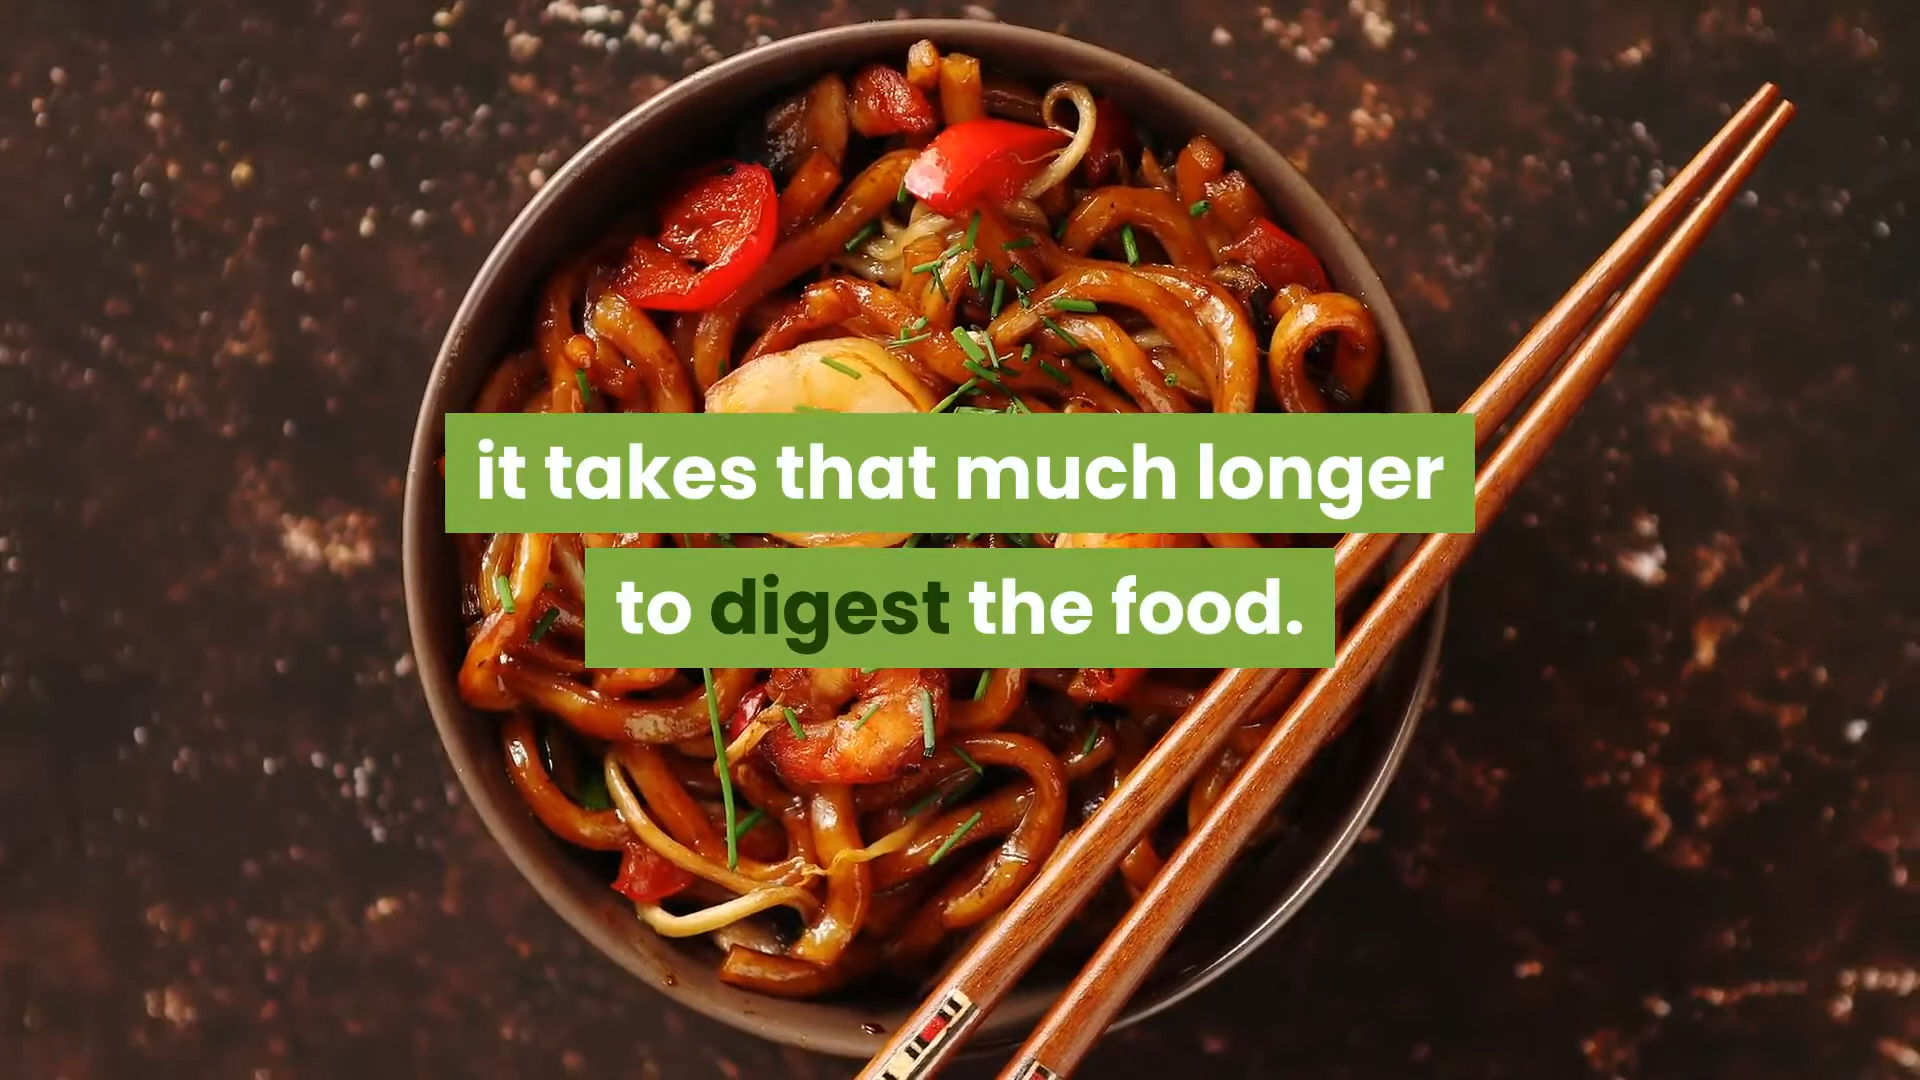 it takes that much longer
to digest the food.